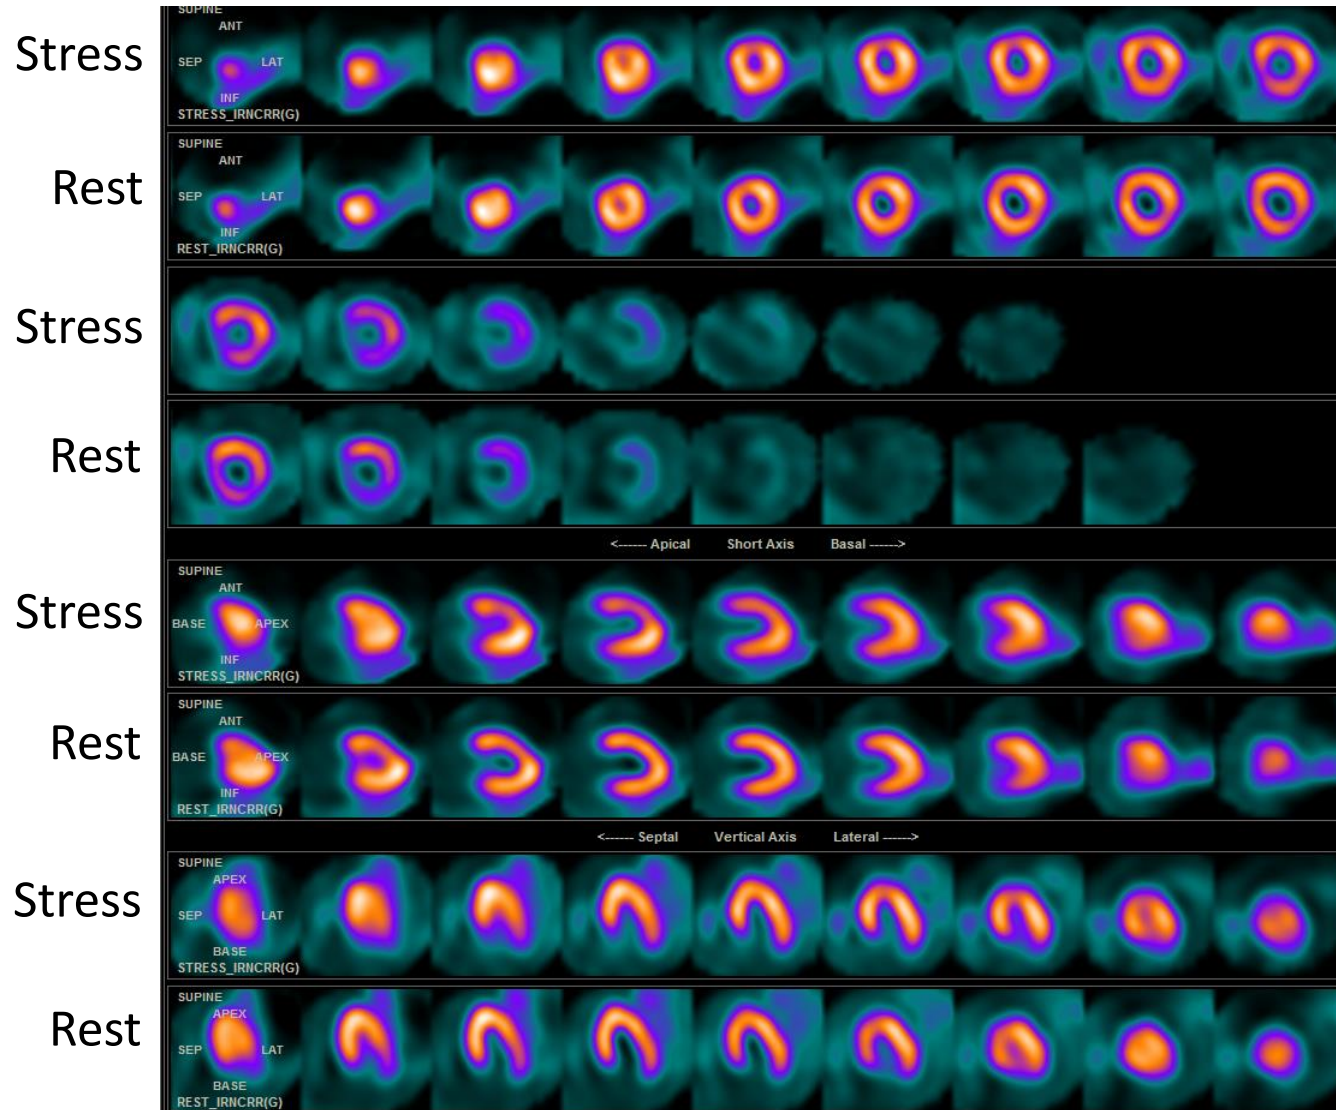 Stress
SUPINE
ANT
SEP LAT
INF
STRESS_IRNCRR(G)
Rest
SUPINE
ANT
SEP LAT
INF
REST_IRNCRR(G)
Stress
Rest
<------ Apical Short Axis Basal ------>
Stress
SUPINE
ANT
BASE APEX
INF
STRESS_IRNCRR(G)
Rest
SUPINE
ANT
BASE APEX
INF
REST_IRNCRR(G)
<------ Septal Vertical Axis Lateral ------>
Stress
SUPINE
APEX
SEP LAT
BASE
STRESS_IRNCRR(G)
Rest
SUPINE
APEX
SEP LAT
BASE
REST_IRNCRR(G)